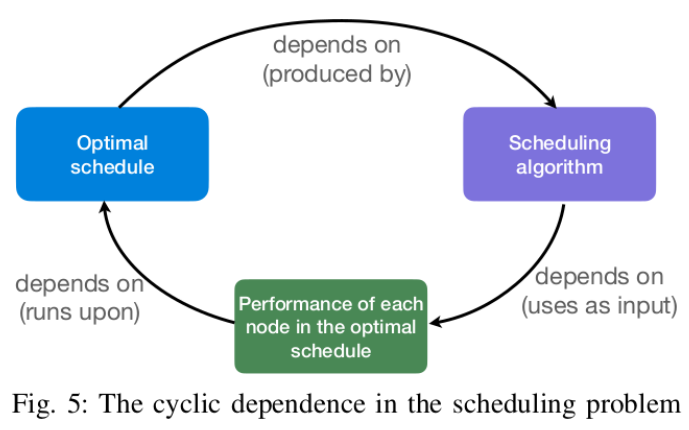 depends on
(produced by)
Optimal
schedule
Scheduling
algorithm
depends on
(runs upon)
Performance of each
node in the optimal
schedule
depends on
(uses as input)
Fig. 5: The cyclic dependence in the scheduling problem